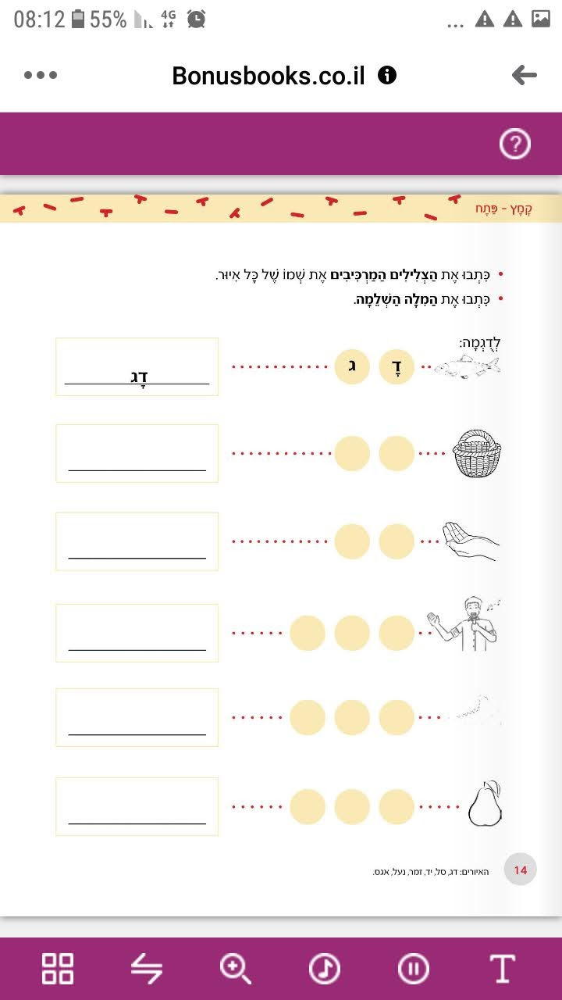 08:12 55% 4G ...
Bonusbooks.co.il
?
קָמָץ - פַּתָח
• כִּתְבוּ אֶת הַצְּלִילִים הַמַּרְכִּיבִים אֶת שְׁמוֹ שֶׁל כָּל אִיּוּר.
• כִּתְבוּ אֶת הַמִּלָּה הַשְּׁלֵמָה.
לְדֻגְמָה:
דָ ג דָג
האיורים: דג, סל, יד, זמר, נעל, אגס.
14
T